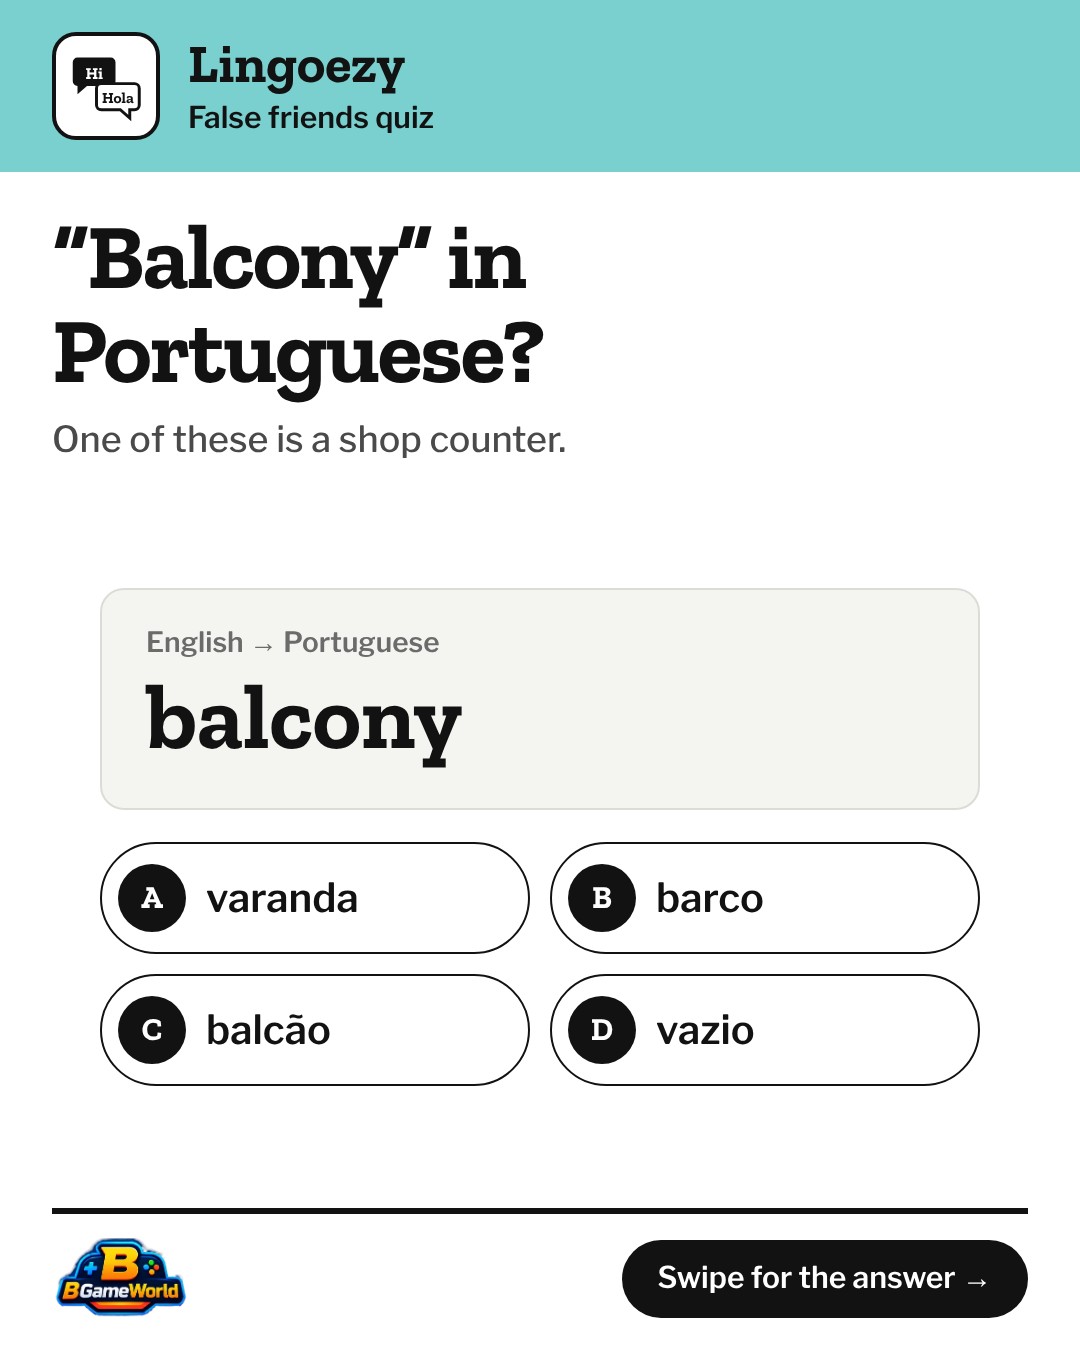 Hi
Hola
Lingoezy
False friends quiz
"Balcony" in
Portuguese?
One of these is a shop counter.
English → Portuguese
balcony
A varanda
B barco
C balcão
D vazio
B
BGameWorld
Swipe for the answer →